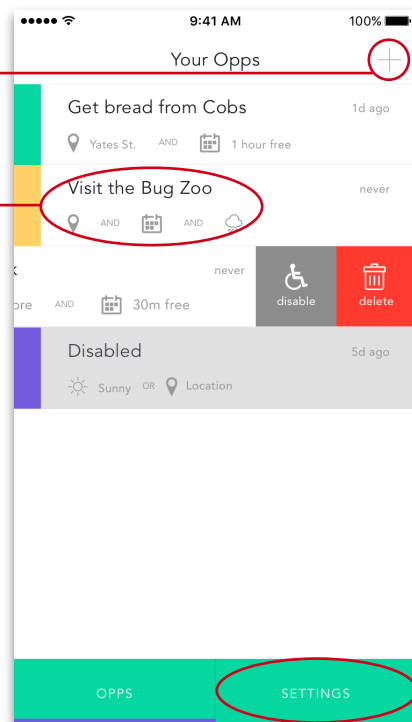 9:41 AM 100%
Your Opps
Get bread from Cobs 1d ago
Yates St. AND 1 hour free
Visit the Bug Zoo never
AND AND
k never
ore AND 30m free disable delete
Disabled 5d ago
Sunny OR Location
OPPS SETTINGS